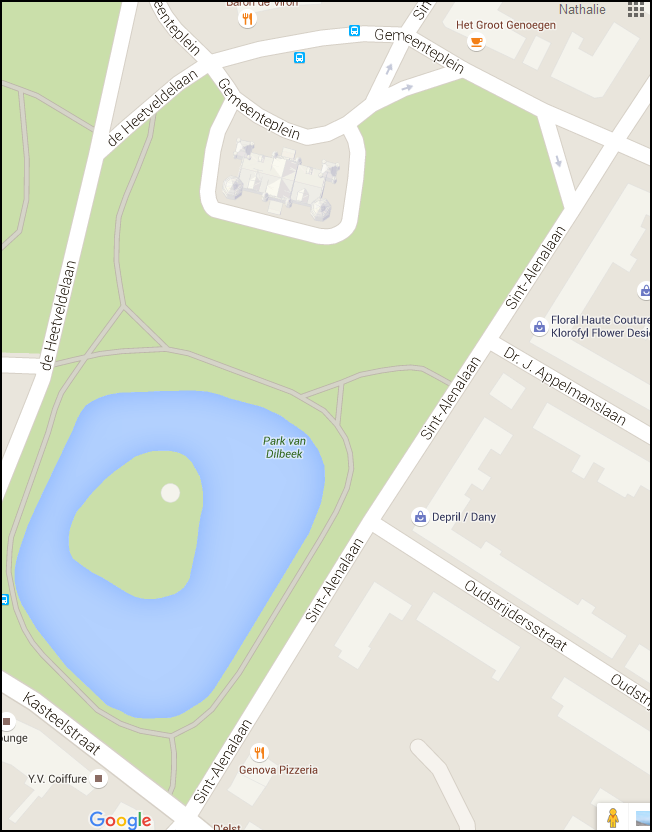 Baron de Viron
Nathalie
Het Groot Genoegen
Gemeenteplein
Gemeenteplein
de Heetveldelaan
Gemeenteplein
Sint-Alenalaan
de Heetveldelaan
Floral Haute Couture
Klorofyl Flower Desi
Dr. J. Appelmanslaan
Sint-Alenalaan
Park van
Dilbeek
Depril / Dany
Sint-Alenalaan
Oudstrijdersstraat
Oudstrij
Kasteelstraat
ounge
Sint-Alenalaan
Genova Pizzeria
Y.V. Coiffure
Google
D'elst